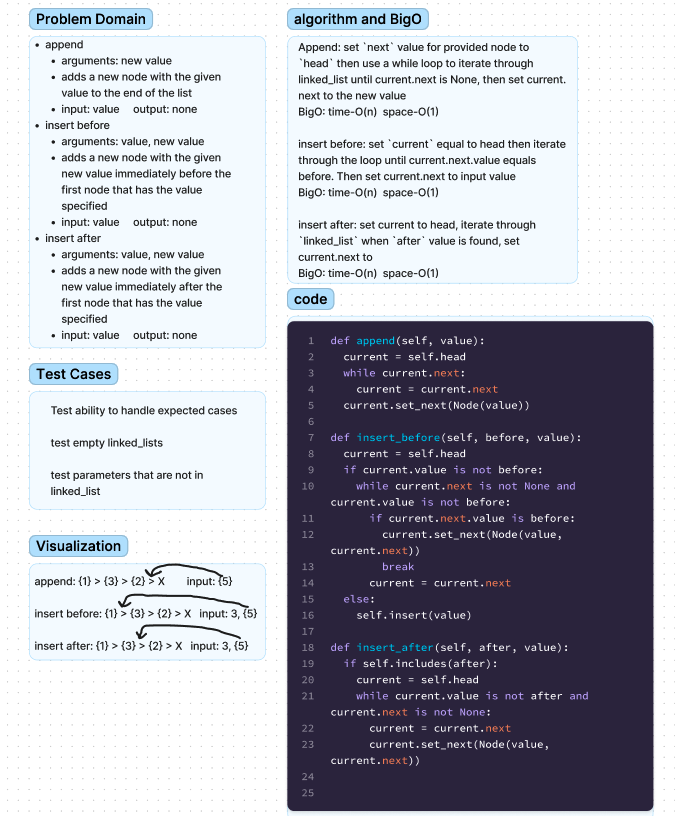 Problem Domain
• append
• arguments: new value
• adds a new node with the given
value to the end of the list
• input: value output: none
• insert before
• arguments: value, new value
• adds a new node with the given
new value immediately before the
first node that has the value
specified
• input: value output: none
• insert after
• arguments: value, new value
• adds a new node with the given
new value immediately after the
first node that has the value
specified
• input: value output: none
Test Cases
Test ability to handle expected cases
test empty linked_lists
test parameters that are not in
linked_list
Visualization
append: {1} > {3} > {2} > X input: {5}
insert before: {1} > {3} > {2} > X input: 3, {5}
insert after: {1} > {3} > {2} > X input: 3, {5}
algorithm and BigO
Append: set `next` value for provided node to
`head` then use a while loop to iterate through
linked_list until current.next is None, then set current.
next to the new value
BigO: time-O(n) space-O(1)
insert before: set `current` equal to head then iterate
through the loop until current.next.value equals
before. Then set current.next to input value
BigO: time-O(n) space-O(1)
insert after: set current to head, iterate through
`linked_list` when `after` value is found, set
current.next to
BigO: time-O(n) space-O(1)
code
1 def append(self, value):
2 current = self.head
3 while current.next:
4 current = current.next
5 current.set_next(Node(value))
6
7 def insert_before(self, before, value):
8 current = self.head
9 if current.value is not before:
10 while current.next is not None and
current.value is not before:
11 if current.next.value is before:
12 current.set_next(Node(value,
current.next))
13 break
14 current = current.next
15 else:
16 self.insert(value)
17
18 def insert_after(self, after, value):
19 if self.includes(after):
20 current = self.head
21 while current.value is not after and
current.next is not None:
22 current = current.next
23 current.set_next(Node(value,
current.next))
24
25